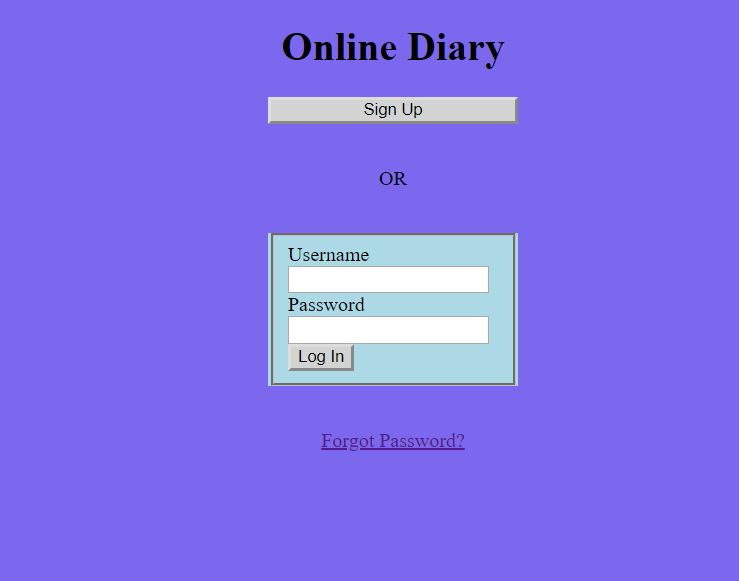 Online Diary
Sign Up
OR
Username
Password
Log In
Forgot Password?